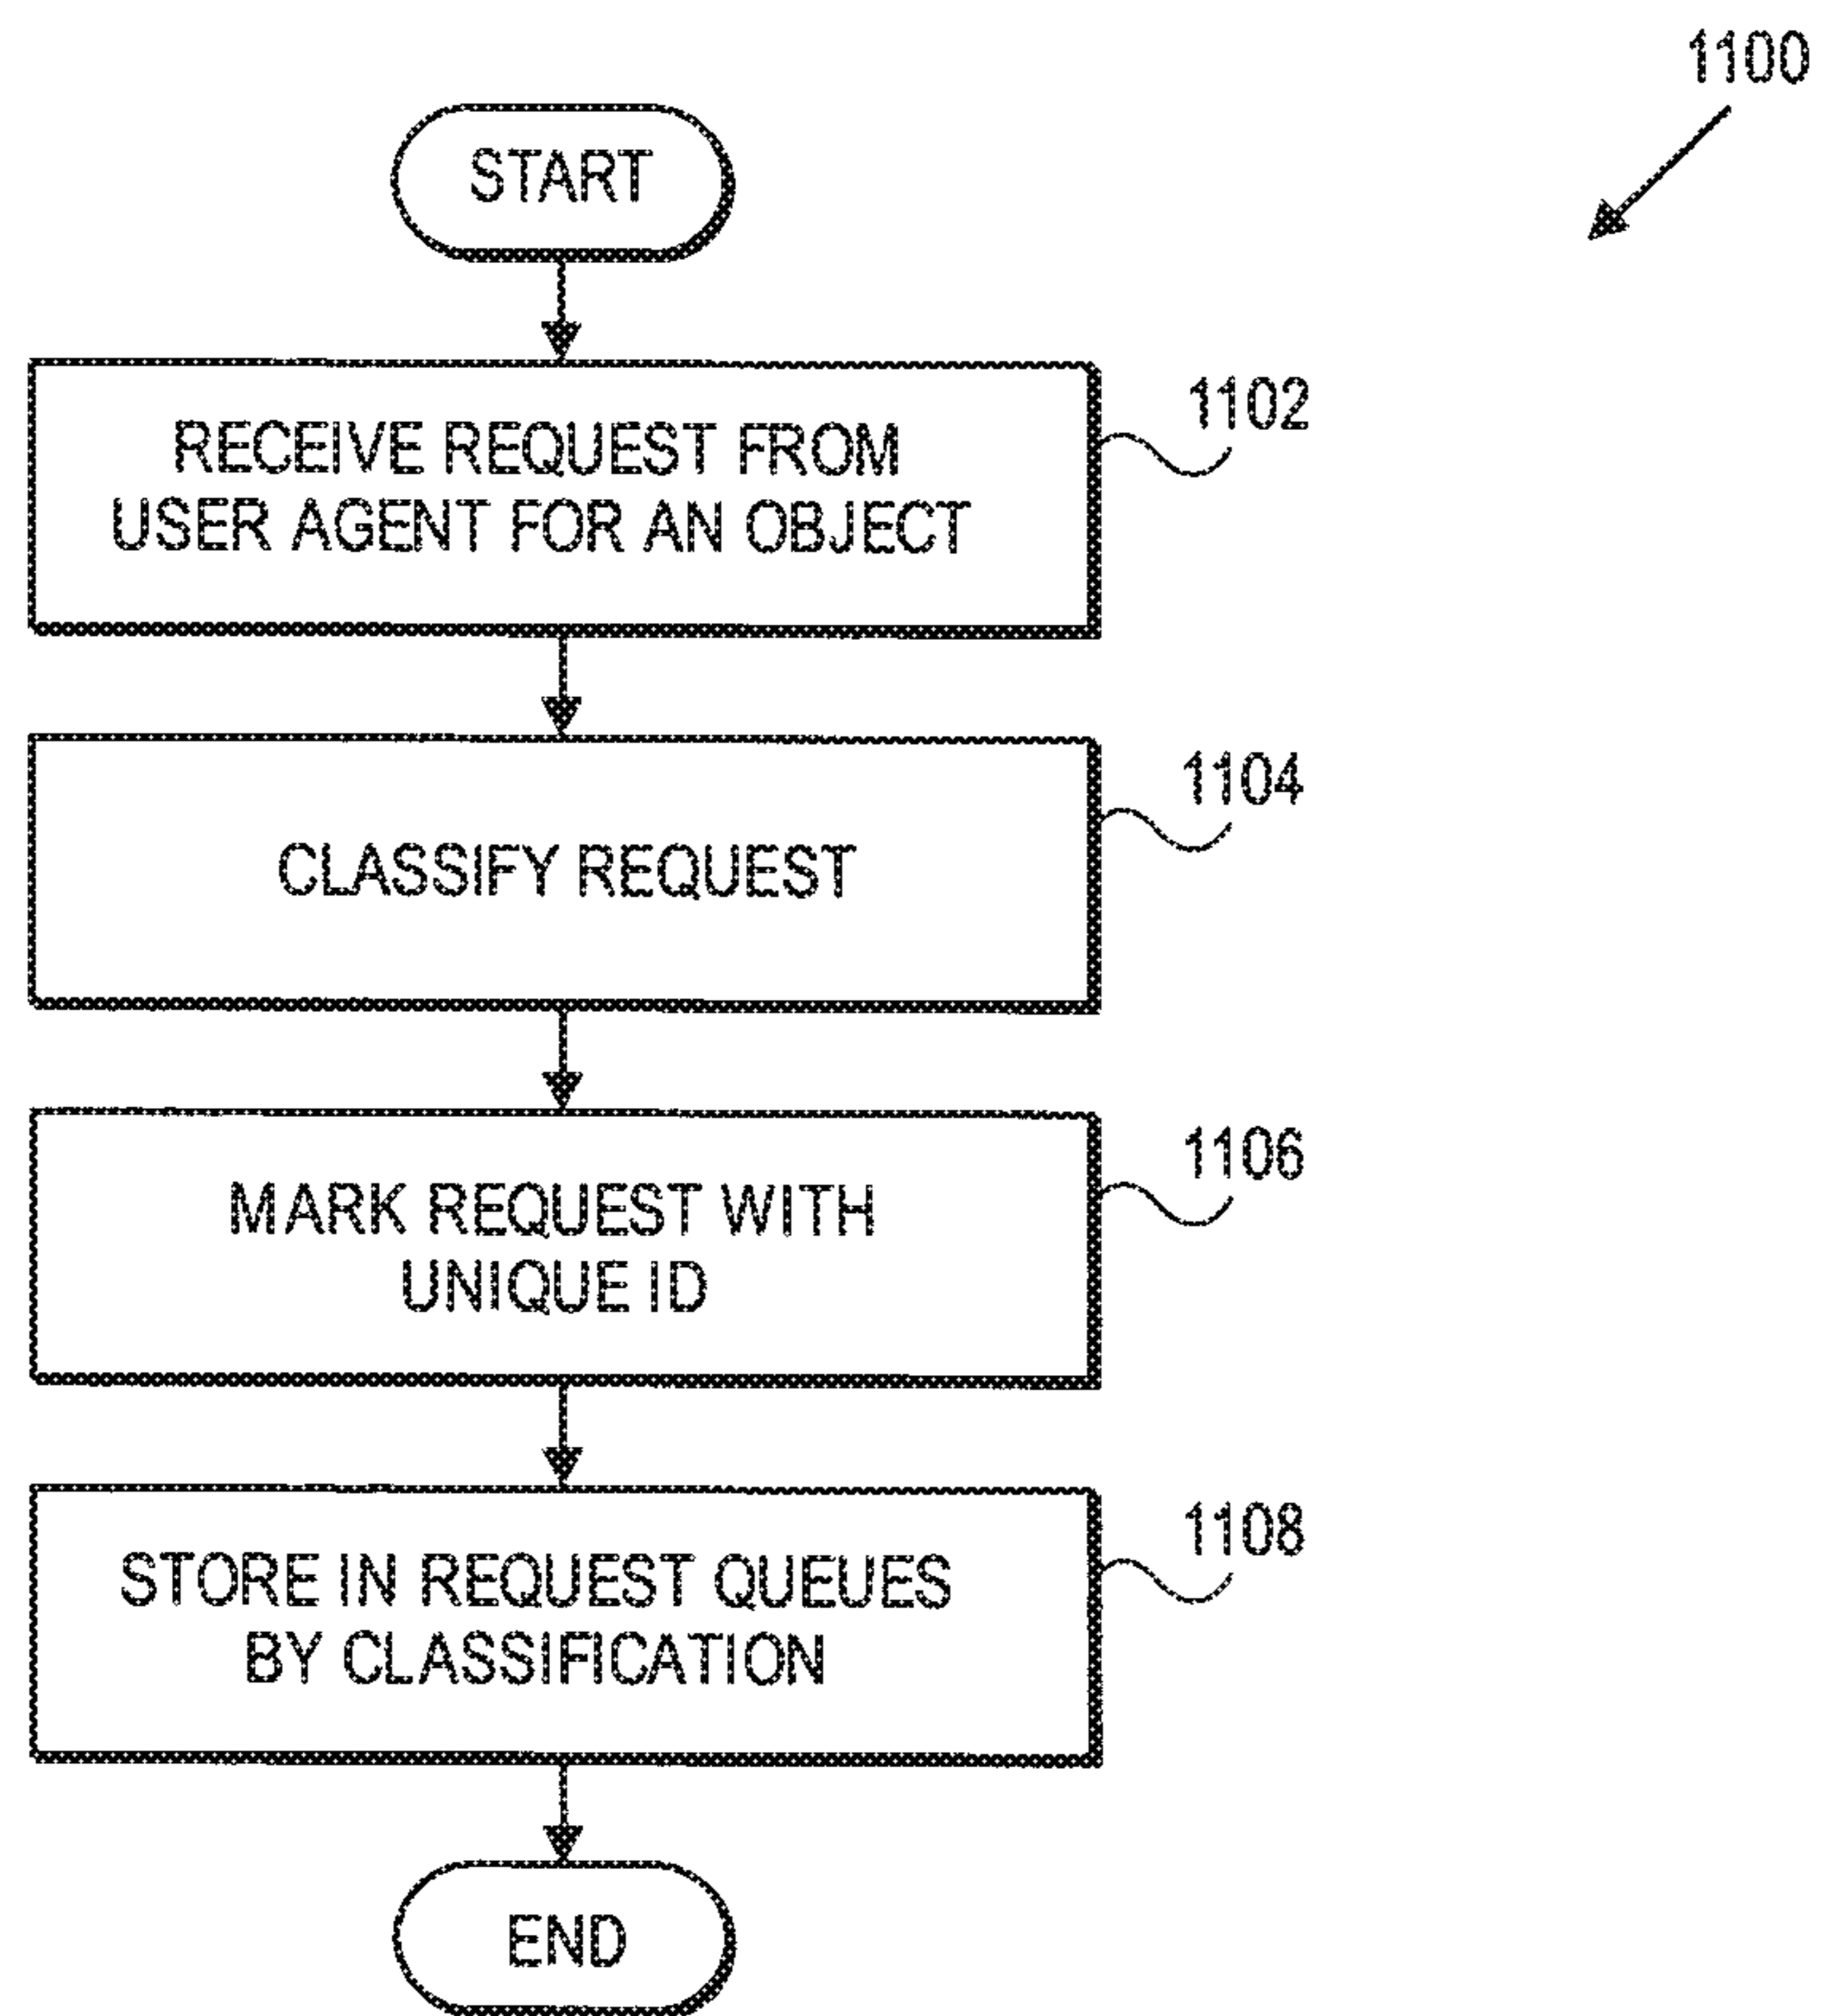 1100
START
RECEIVE REQUEST FROM
USER AGENT FOR AN OBJECT
1102
CLASSIFY REQUEST
1104
MARK REQUEST WITH
UNIQUE ID
1106
STORE IN REQUEST QUEUES
BY CLASSIFICATION
1108
END